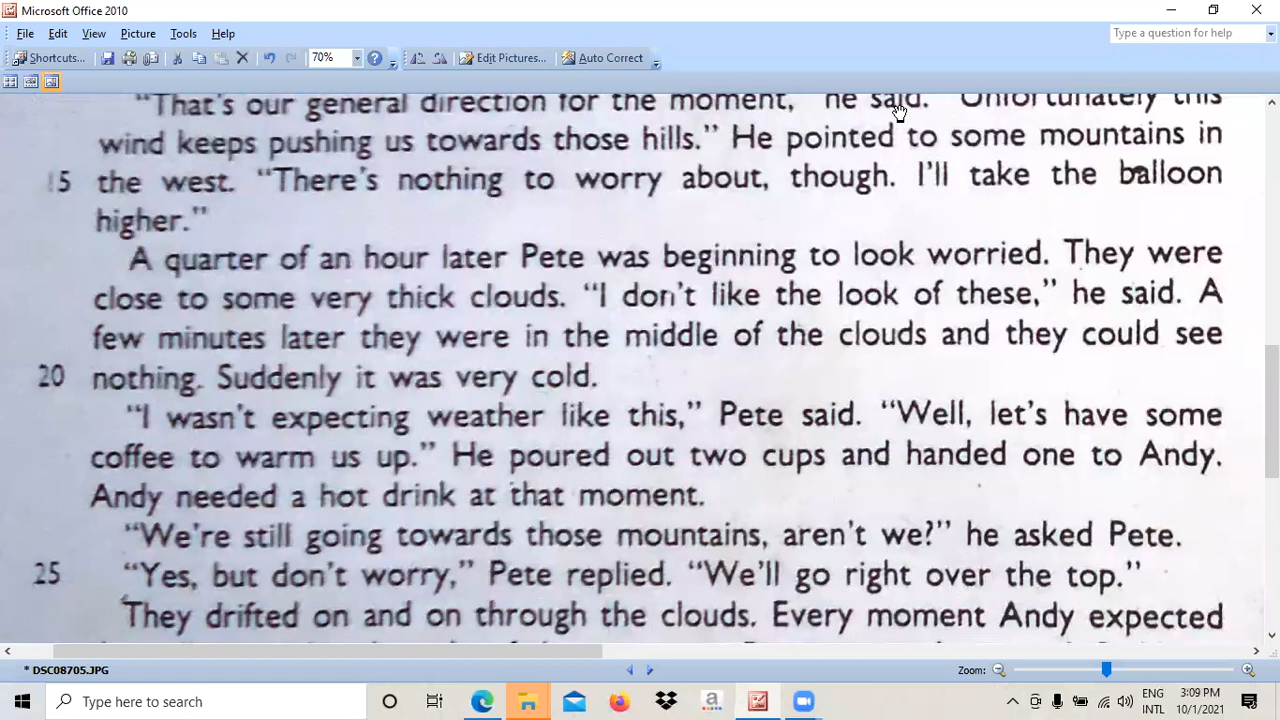 Microsoft Office 2010
File Edit View Picture Tools Help
Type a question for help
Shortcuts... 70% Edit Pictures... Auto Correct
"That's our general direction for the moment, he said. Unfortunately this
wind keeps pushing us towards those hills." He pointed to some mountains in
15 the west. "There's nothing to worry about, though. I'll take the balloon
higher."
A quarter of an hour later Pete was beginning to look worried. They were
close to some very thick clouds. "I don't like the look of these," he said. A
few minutes later they were in the middle of the clouds and they could see
20 nothing. Suddenly it was very cold.
"I wasn't expecting weather like this," Pete said. "Well, let's have some
coffee to warm us up." He poured out two cups and handed one to Andy.
Andy needed a hot drink at that moment.
"We're still going towards those mountains, aren't we?" he asked Pete.
25 "Yes, but don't worry," Pete replied. "We'll go right over the top."
They drifted on and on through the clouds. Every moment Andy expected
* DSC08705.JPG Zoom:
Type here to search
ENG 3:09 PM
INTL 10/1/2021